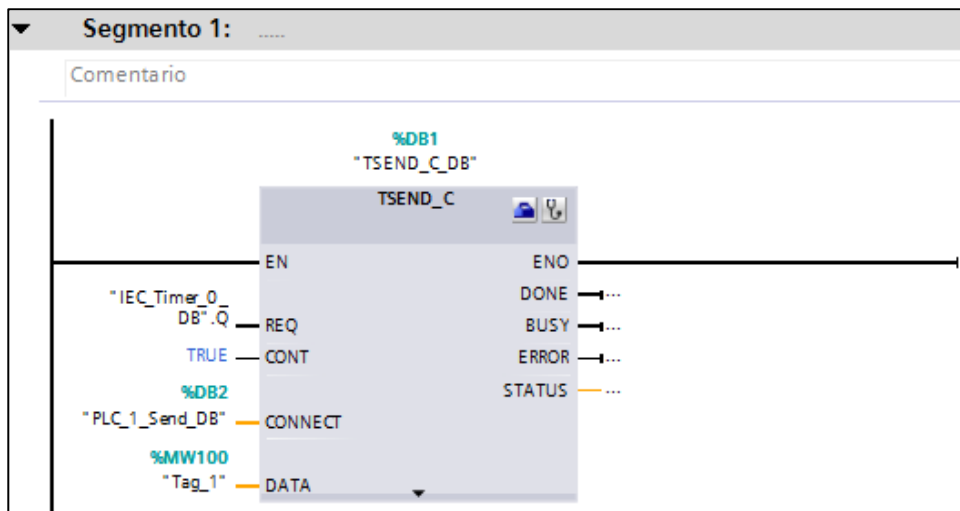 Segmento 1: .....
Comentario
%DB1
"TSEND_C_DB"
TSEND_C
EN ENO
DONE ...
"IEC_Timer_0_
DB".Q REQ BUSY ...
TRUE CONT ERROR ...
%DB2 STATUS ...
"PLC_1_Send_DB" CONNECT
%MW100
"Tag_1" DATA